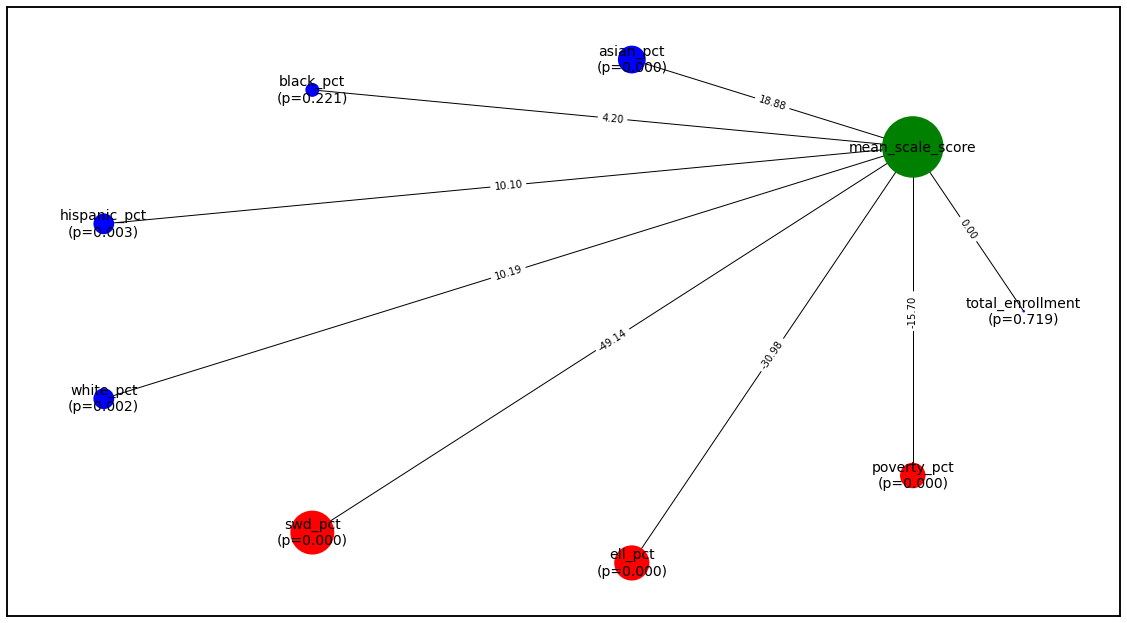 asian_pct
(p=0.000)
black_pct
(p=0.221)
18.88
4.20
mean_scale_score
10.10
hispanic_pct
(p=0.003)
0.00
10.19
total_enrollment
(p=0.719)
-15.70
-49.14
-30.98
white_pct
(p=0.002)
poverty_pct
(p=0.000)
swd_pct
(p=0.000)
ell_pct
(p=0.000)